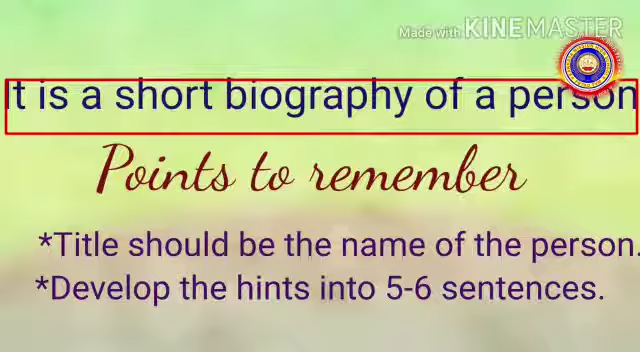 Made with KINEMASTER
It is a short biography of a person
Points to remember
*Title should be the name of the person.
*Develop the hints into 5-6 sentences.